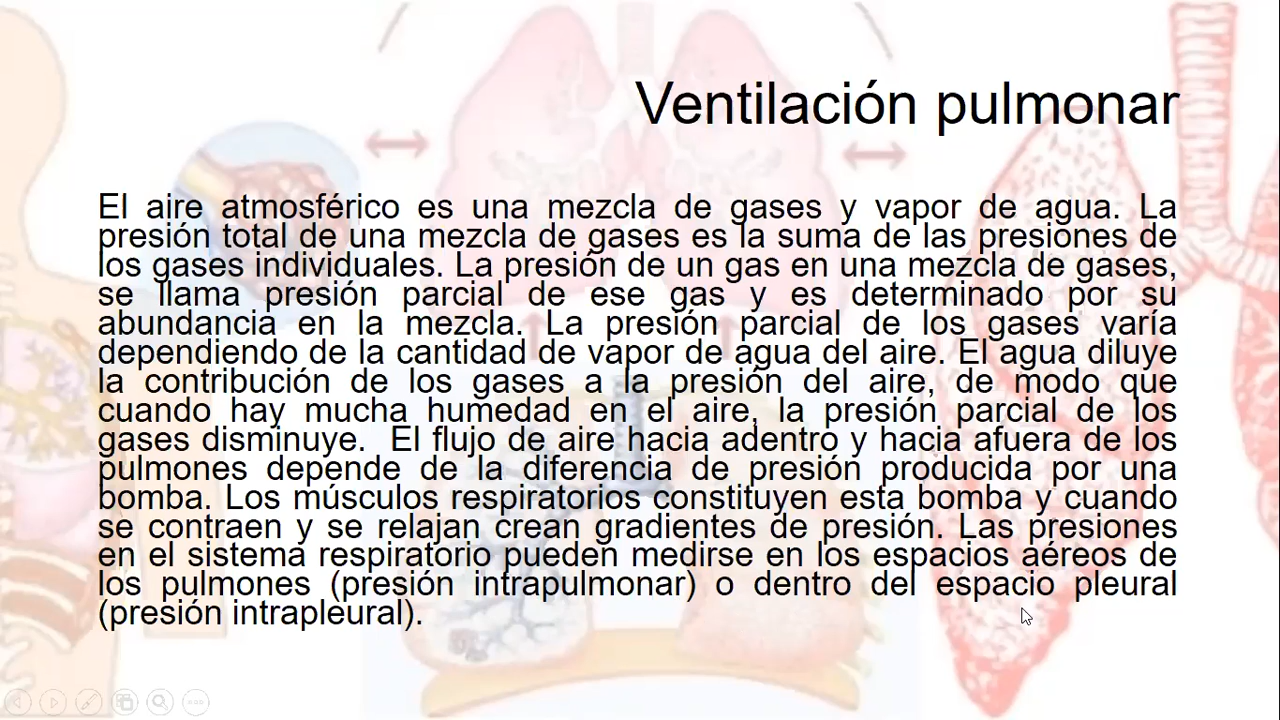 Ventilación pulmonar
El aire atmosférico es una mezcla de gases y vapor de agua. La
presión total de una mezcla de gases es la suma de las presiones de
los gases individuales. La presión de un gas en una mezcla de gases,
se llama presión parcial de ese gas y es determinado por su
abundancia en la mezcla. La presión parcial de los gases varía
dependiendo de la cantidad de vapor de agua del aire. El agua diluye
la contribución de los gases a la presión del aire, de modo que
cuando hay mucha humedad en el aire, la presión parcial de los
gases disminuye.  El flujo de aire hacia adentro y hacia afuera de los
pulmones depende de la diferencia de presión producida por una
bomba. Los músculos respiratorios constituyen esta bomba y cuando
se contraen y se relajan crean gradientes de presión. Las presiones
en el sistema respiratorio pueden medirse en los espacios aéreos de
los pulmones (presión intrapulmonar) o dentro del espacio pleural
(presión intrapleural).